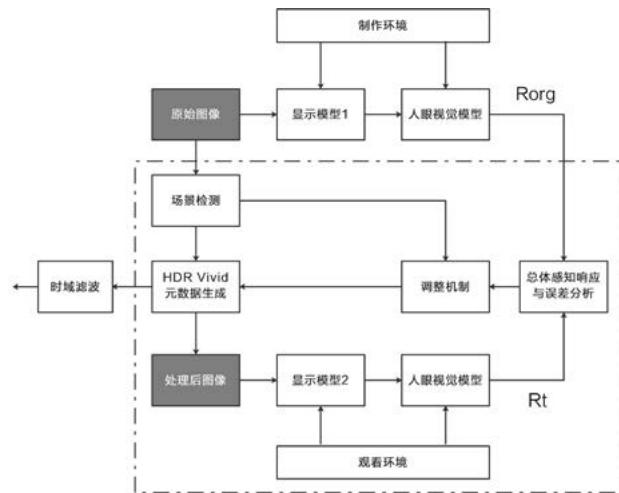 制作环境
原始图像
显示模型1
人眼视觉模型
Rorg
场景检测
时域滤波
HDR Vivid
元数据生成
调整机制
总体感知响应
与误差分析
处理后图像
显示模型2
人眼视觉模型
Rt
观看环境